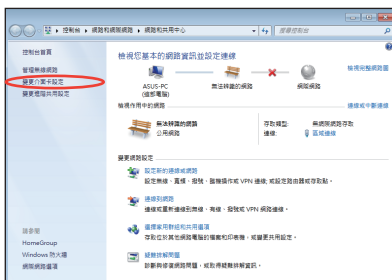 控制台 ▸ 網路和網際網路 ▸ 網路和共用中心
搜尋控制台
控制台首頁
管理無線網路
變更介面卡設定
變更進階共用設定
請參閱
HomeGroup
Windows 防火牆
網際網路選項
檢視您基本的網路資訊並設定連線
檢視完整網路圖
ASUS-PC
(這部電腦)
無法辨識的網路
網際網路
檢視作用中的網路
連線或中斷連線
無法辨識的網路
公用網路
存取類型:
無網際網路存取
連線:
區域連線
變更網路設定
設定新的連線或網路
設定無線、寬頻、撥號、臨機操作或 VPN 連線; 或設定路由器或存取點。
連線到網路
連線或重新連線到無線、有線、撥號或 VPN 網路連線。
選擇家用群組和共用選項
存取位於其他網路電腦的檔案和印表機，或變更共用設定。
疑難排解問題
診斷與修復網路問題，或取得疑難排解資訊。